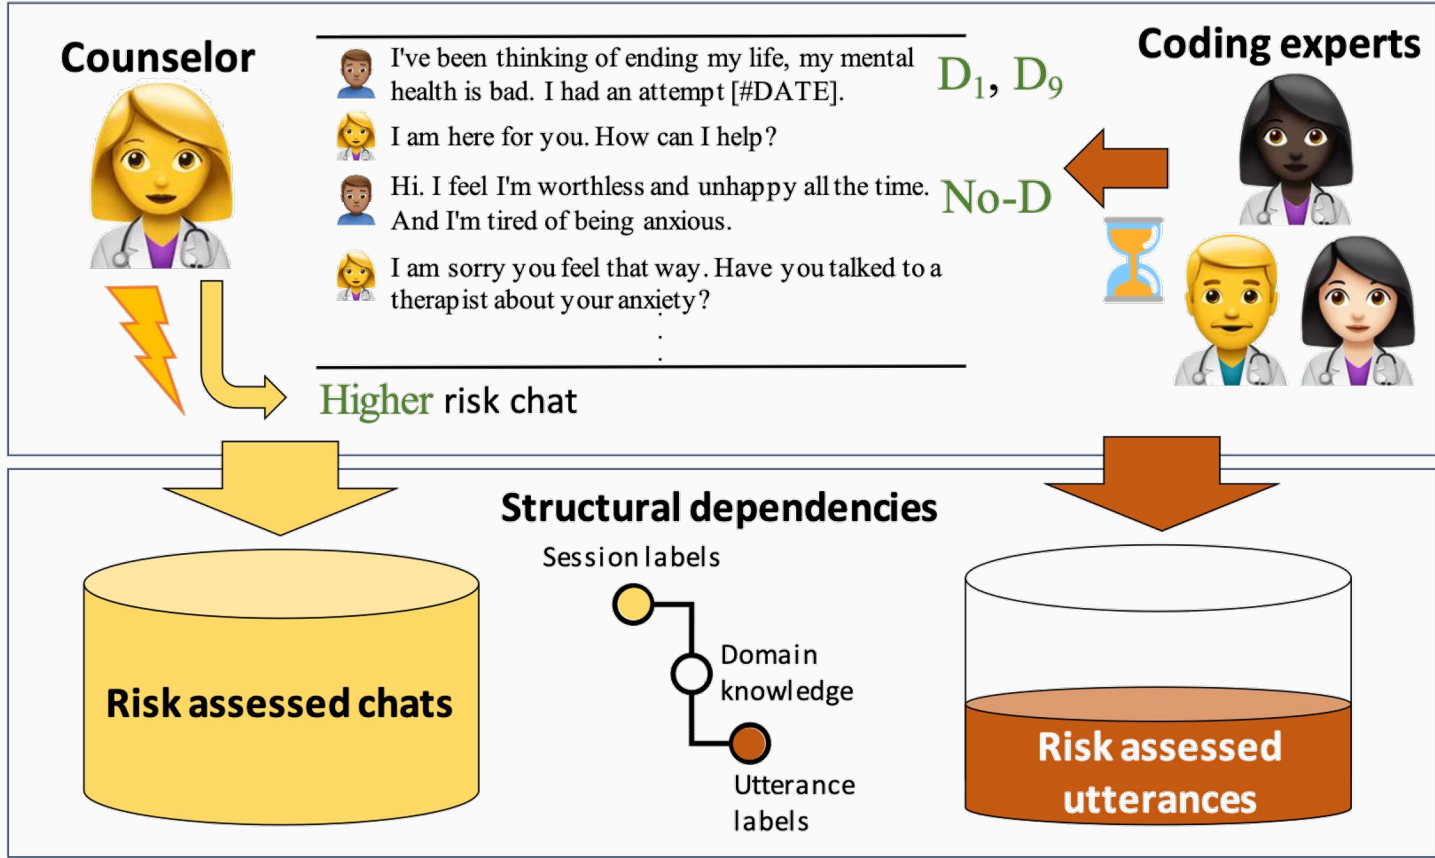 Counselor
I've been thinking of ending my life, my mental
health is bad. I had an attempt [#DATE].
D1, D9
I am here for you. How can I help?
Hi. I feel I'm worthless and unhappy all the time.
And I'm tired of being anxious.
No-D
I am sorry you feel that way. Have you talked to a
therapist about your anxiety?
.
.
.
Higher risk chat
Coding experts
Structural dependencies
Session labels
Domain
knowledge
Utterance
labels
Risk assessed chats
Risk assessed
utterances